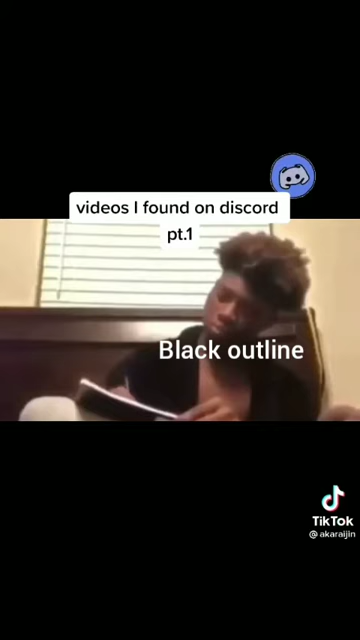 videos I found on discord
pt.1
Black outline
TikTok
@akaraijin